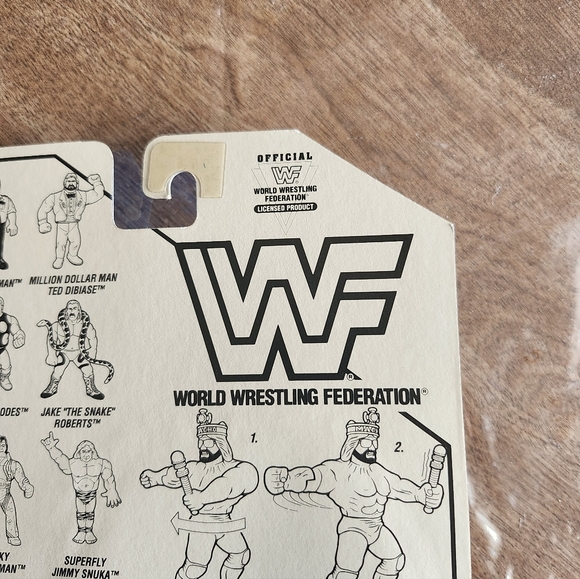 OFFICIAL
WF
WORLD WRESTLING
FEDERATION®
LICENSED PRODUCT
WF®
WORLD WRESTLING FEDERATION®
MAN™
MILLION DOLLAR MAN
TED DIBIASE™
ODES™
JAKE "THE SNAKE"
ROBERTS™
KY
MAN™
SUPERFLY
JIMMY SNUKA™
1.
2.